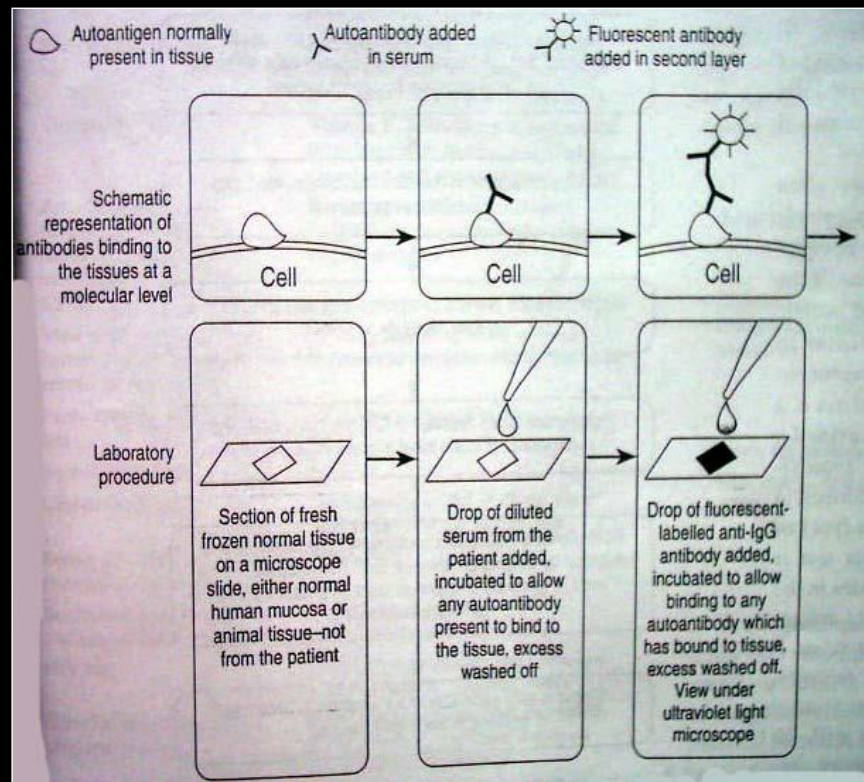 Autoantigen normally
present in tissue
Autoantibody added
in serum
Fluorescent antibody
added in second layer
Schematic
representation of
antibodies binding to
the tissues at a
molecular level
Cell
Cell
Cell
Laboratory
procedure
Section of fresh
frozen normal tissue
on a microscope
slide, either normal
human mucosa or
animal tissue–not
from the patient
Drop of diluted
serum from the
patient added,
incubated to allow
any autoantibody
present to bind to
the tissue, excess
washed off
Drop of fluorescent-
labelled anti-IgG
antibody added,
incubated to allow
binding to any
autoantibody which
has bound to tissue,
excess washed off.
View under
ultraviolet light
microscope